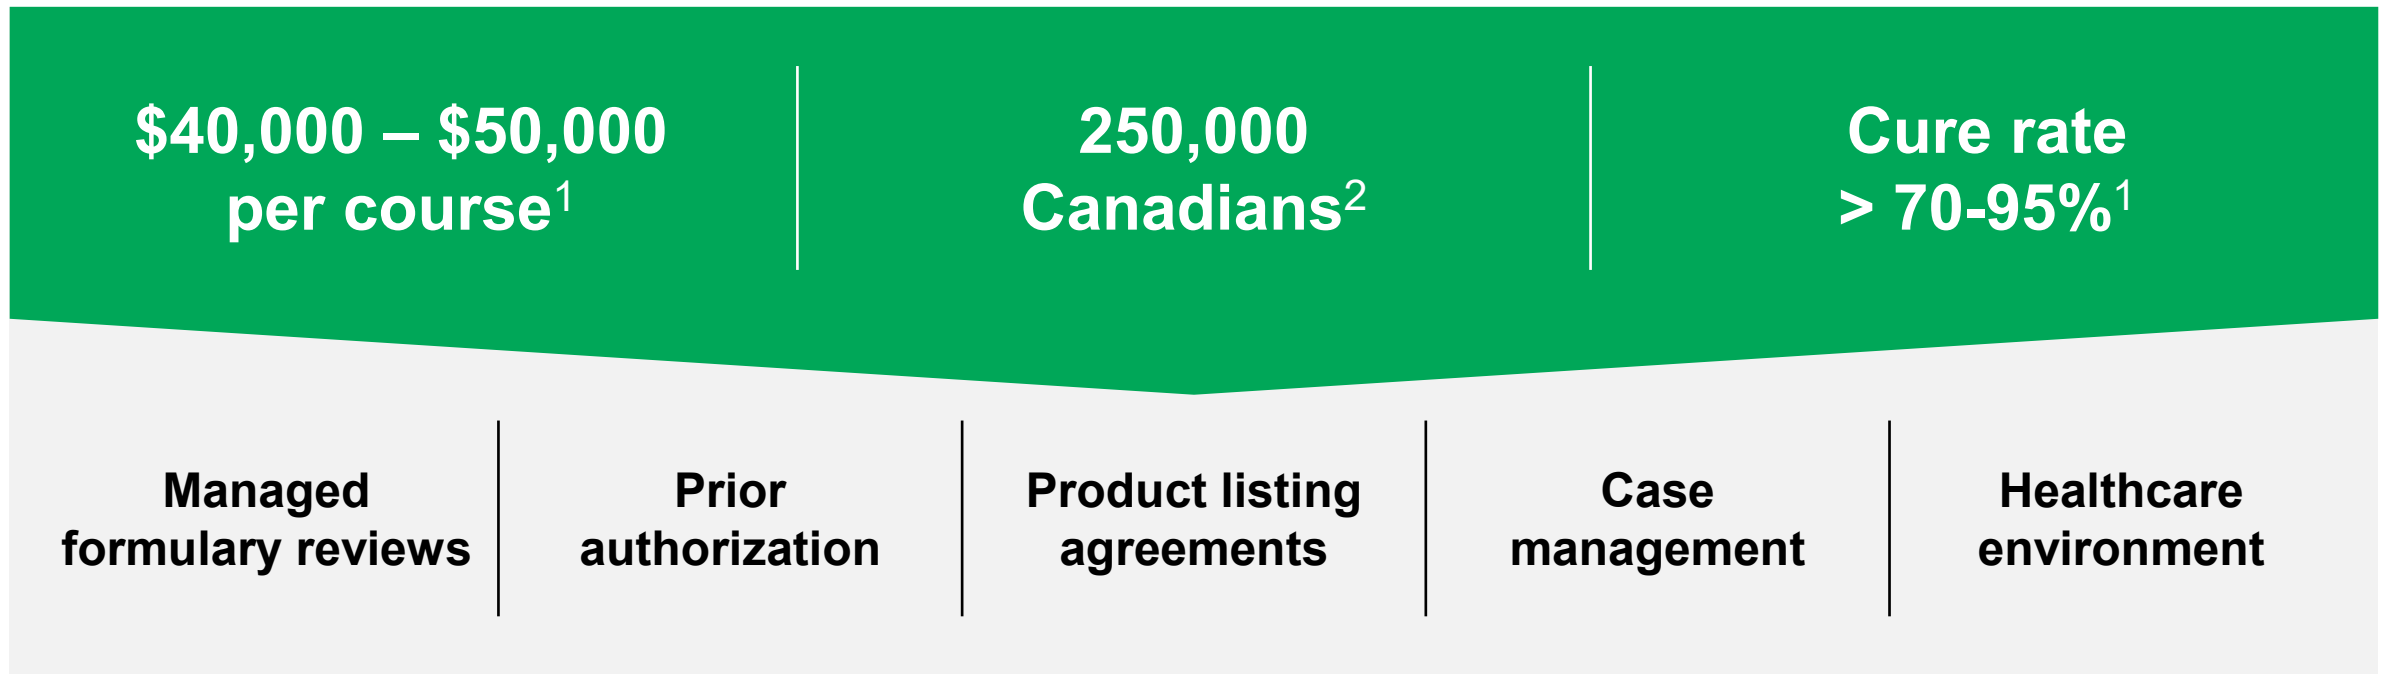 $40,000 – $50,000
per course1
250,000
Canadians2
Cure rate
> 70-95%1
Managed
formulary reviews
Prior
authorization
Product listing
agreements
Case
management
Healthcare
environment